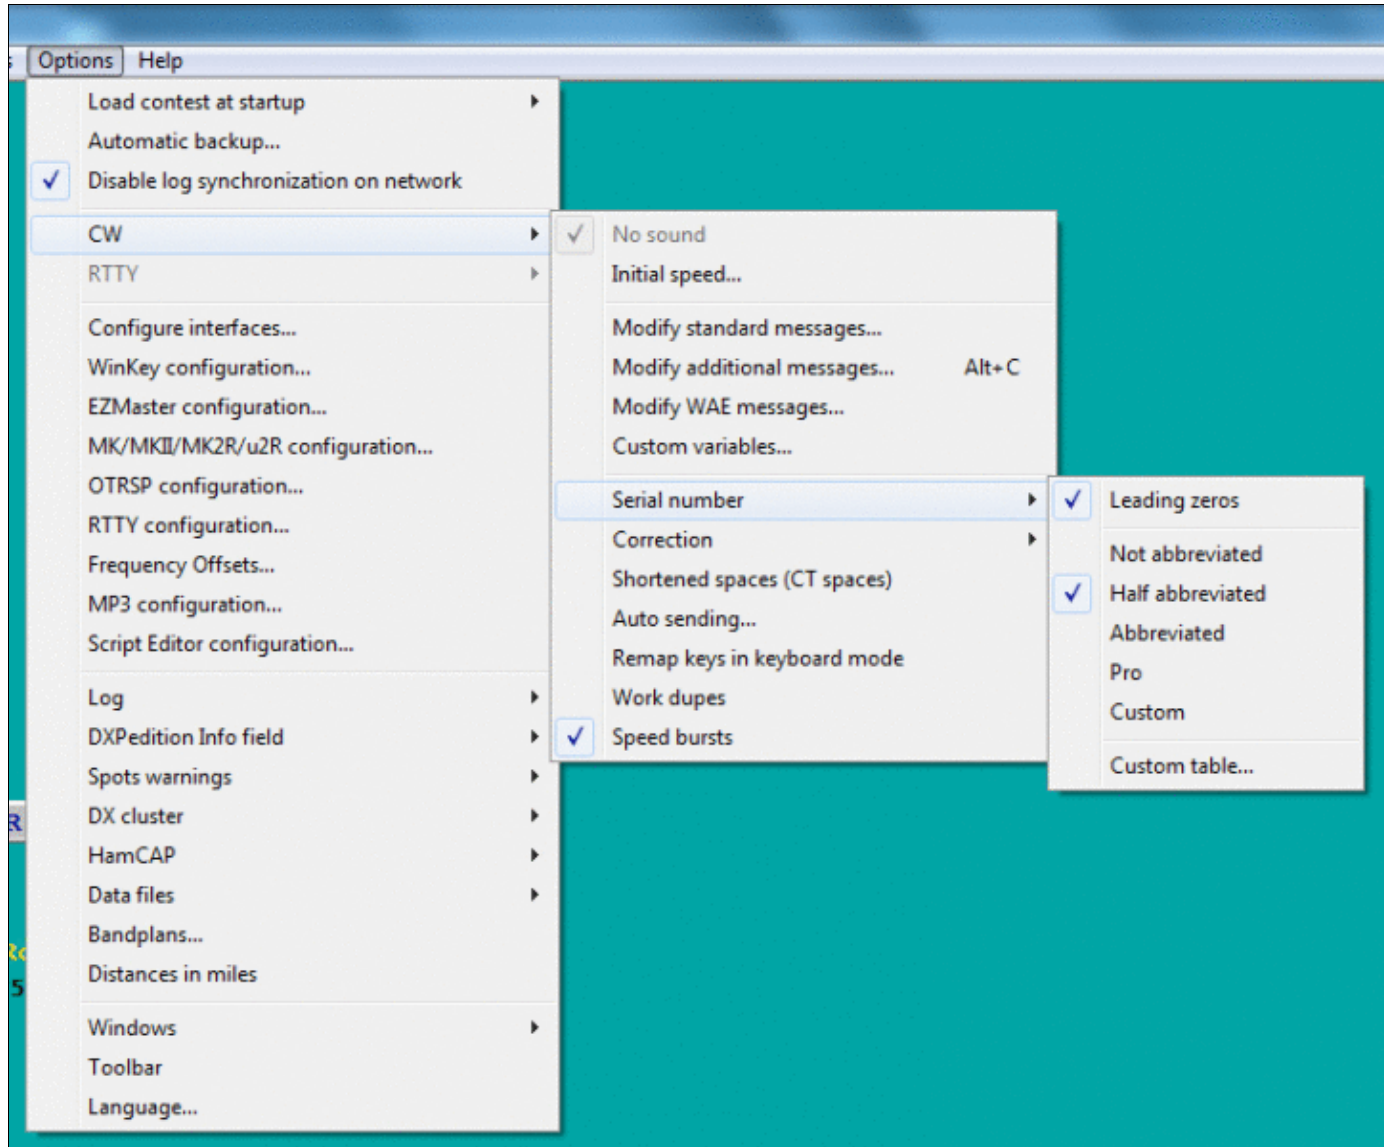 Options Help
Load contest at startup
Automatic backup...
Disable log synchronization on network
CW
RTTY
Configure interfaces...
WinKey configuration...
EZMaster configuration...
MK/MKII/MK2R/u2R configuration...
OTRSP configuration...
RTTY configuration...
Frequency Offsets...
MP3 configuration...
Script Editor configuration...
Log
DXPedition Info field
Spots warnings
DX cluster
HamCAP
Data files
Bandplans...
Distances in miles
Windows
Toolbar
Language...
No sound
Initial speed...
Modify standard messages...
Modify additional messages... Alt+C
Modify WAE messages...
Custom variables...
Serial number
Correction
Shortened spaces (CT spaces)
Auto sending...
Remap keys in keyboard mode
Work dupes
Speed bursts
Leading zeros
Not abbreviated
Half abbreviated
Abbreviated
Pro
Custom
Custom table...
R
5